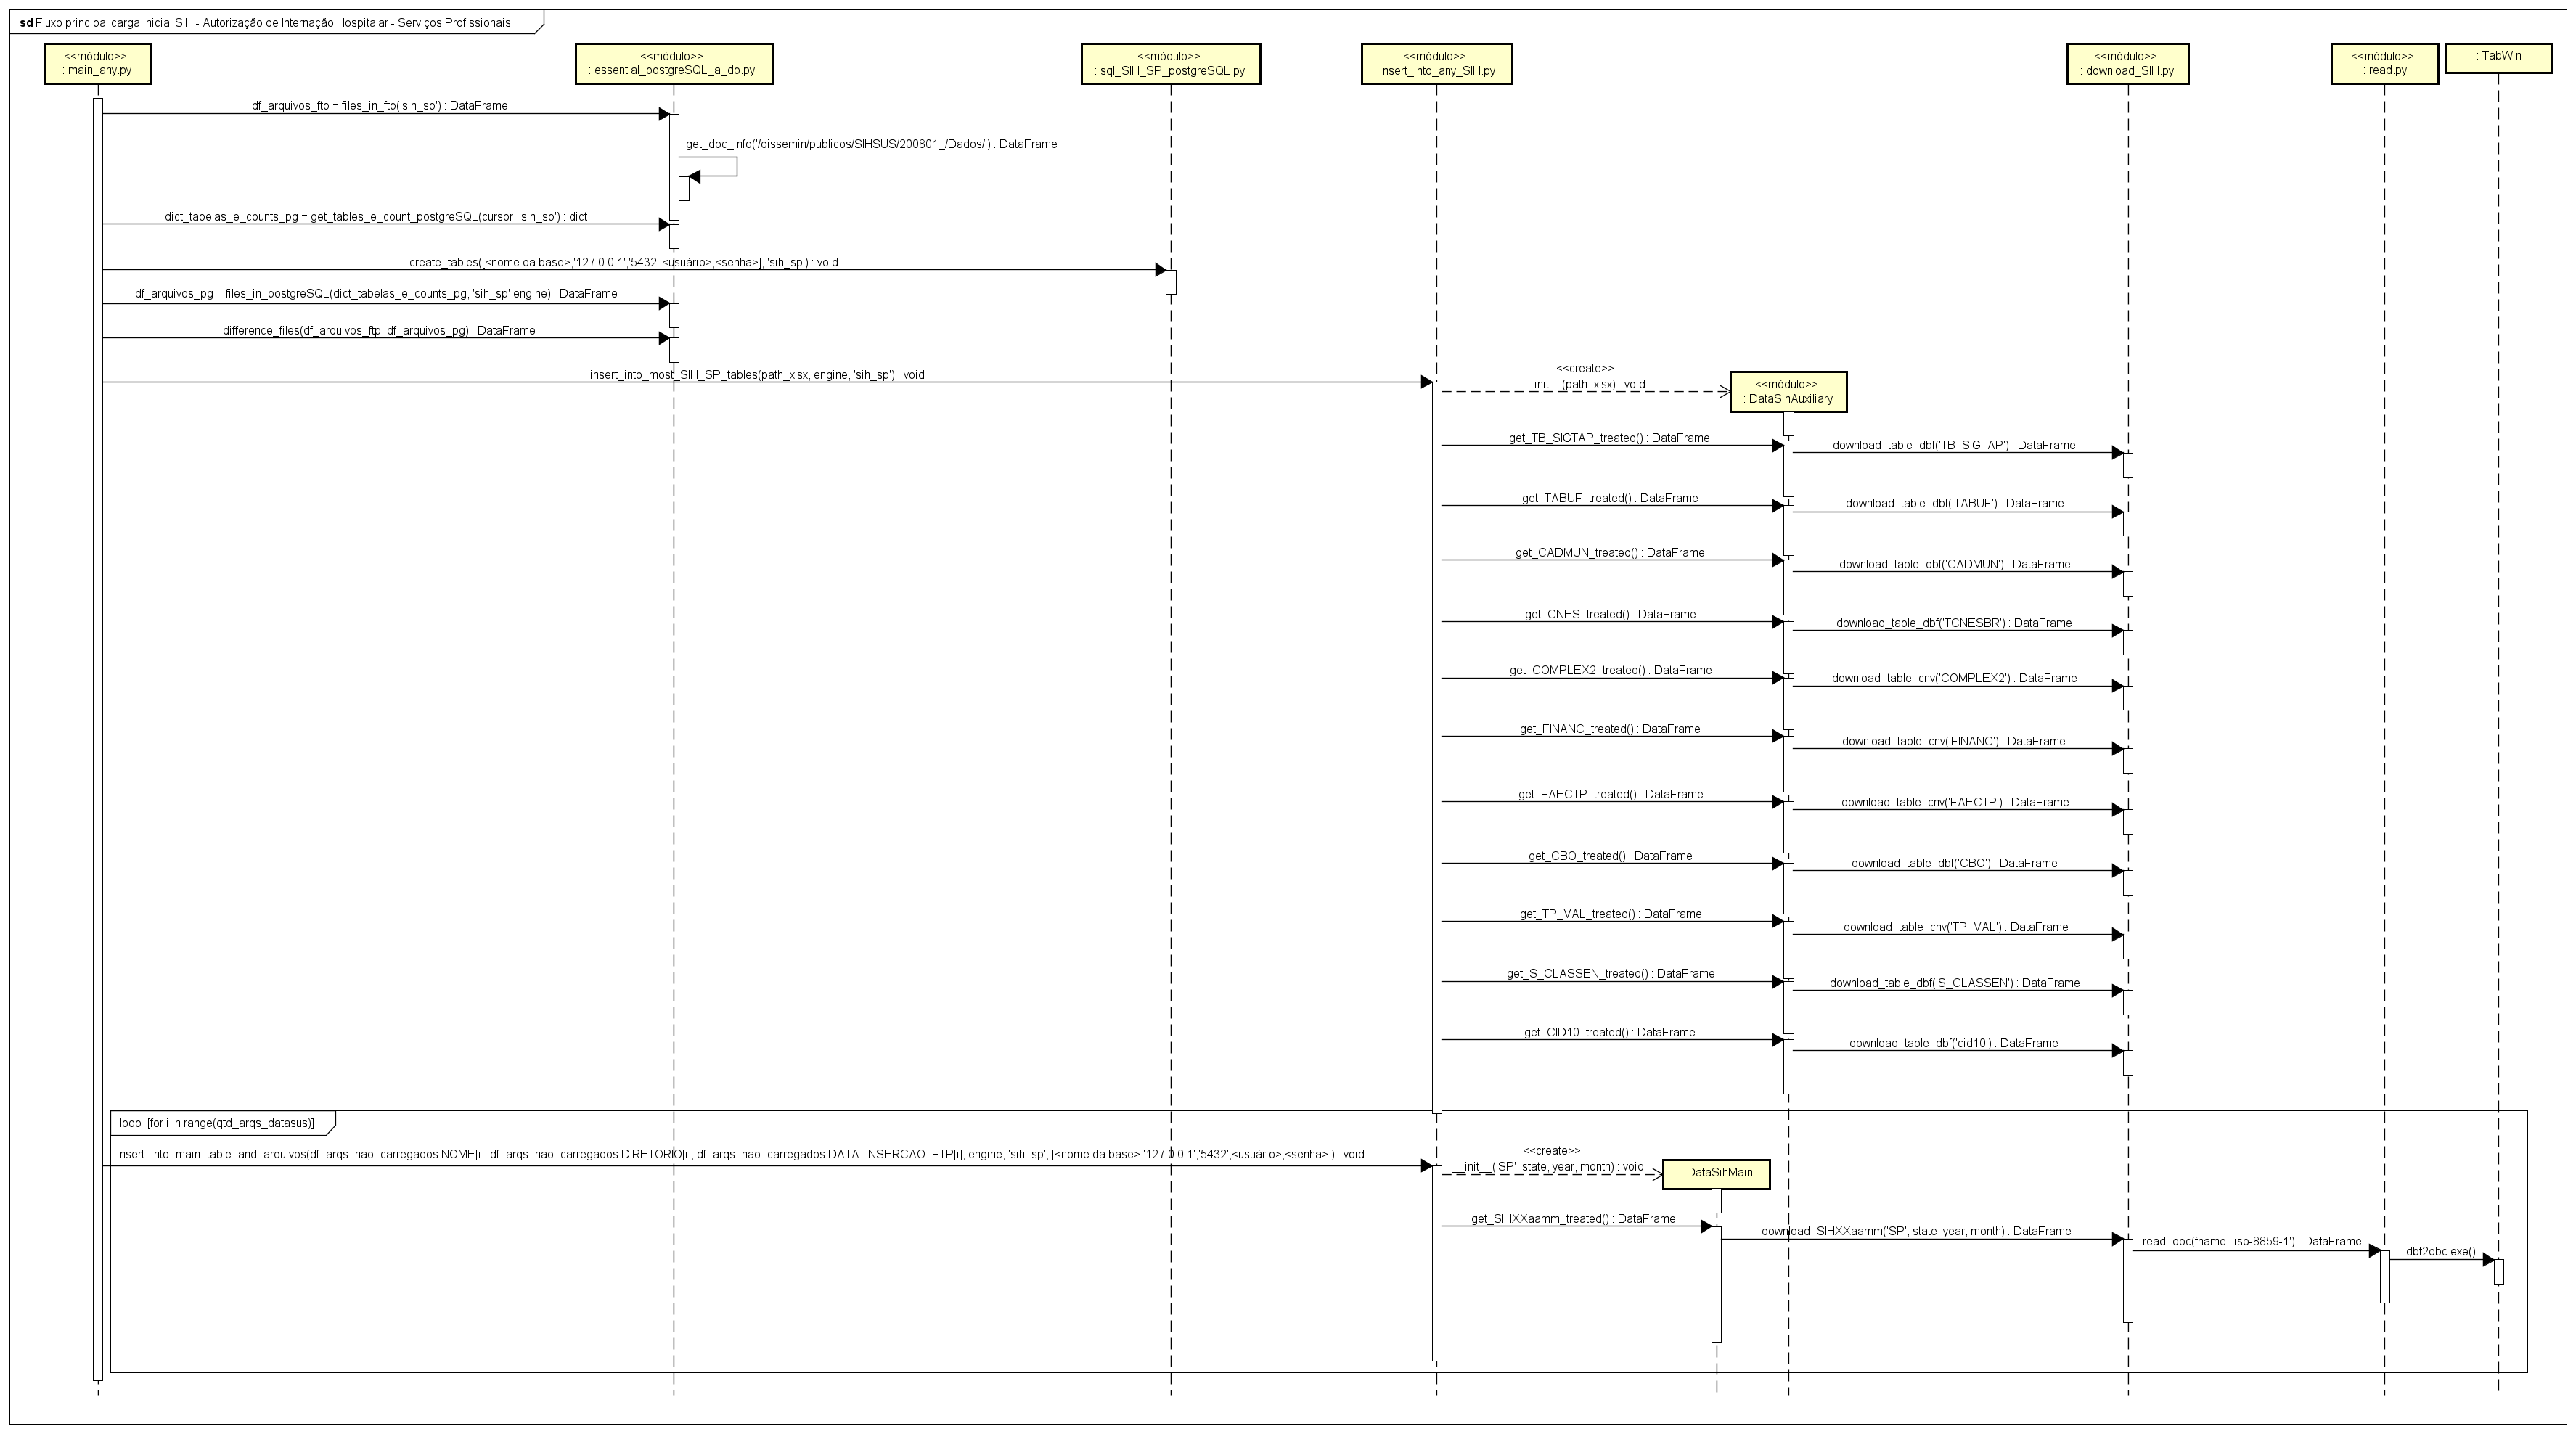 sd Fluxo principal carga inicial SIH - Autorização de Internação Hospitalar - Serviços Profissionais
<<módulo>>
: main_any.py
<<módulo>>
: essential_postgreSQL_a_db.py
<<módulo>>
: sql_SIH_SP_postgreSQL.py
<<módulo>>
: insert_into_any_SIH.py
<<módulo>>
: download_SIH.py
<<módulo>>
: read.py
: TabWin
df_arquivos_ftp = files_in_ftp('sih_sp') : DataFrame
get_dbc_info('/dissemin/publicos/SIHSUS/200801_/Dados/') : DataFrame
dict_tabelas_e_counts_pg = get_tables_e_count_postgreSQL(cursor, 'sih_sp') : dict
create_tables([<nome da base>,'127.0.0.1','5432',<usuário>,<senha>], 'sih_sp') : void
df_arquivos_pg = files_in_postgreSQL(dict_tabelas_e_counts_pg, 'sih_sp',engine) : DataFrame
difference_files(df_arquivos_ftp, df_arquivos_pg) : DataFrame
insert_into_most_SIH_SP_tables(path_xlsx, engine, 'sih_sp') : void
<<create>>
__init__(path_xlsx) : void
<<módulo>>
: DataSihAuxiliary
get_TB_SIGTAP_treated() : DataFrame
download_table_dbf('TB_SIGTAP') : DataFrame
get_TABUF_treated() : DataFrame
download_table_dbf('TABUF') : DataFrame
get_CADMUN_treated() : DataFrame
download_table_dbf('CADMUN') : DataFrame
get_CNES_treated() : DataFrame
download_table_dbf('TCNESBR') : DataFrame
get_COMPLEX2_treated() : DataFrame
download_table_cnv('COMPLEX2') : DataFrame
get_FINANC_treated() : DataFrame
download_table_cnv('FINANC') : DataFrame
get_FAECTP_treated() : DataFrame
download_table_cnv('FAECTP') : DataFrame
get_CBO_treated() : DataFrame
download_table_dbf('CBO') : DataFrame
get_TP_VAL_treated() : DataFrame
download_table_cnv('TP_VAL') : DataFrame
get_S_CLASSEN_treated() : DataFrame
download_table_dbf('S_CLASSEN') : DataFrame
get_CID10_treated() : DataFrame
download_table_dbf('cid10') : DataFrame
loop [for i in range(qtd_arqs_datasus)]
insert_into_main_table_and_arquivos(df_arqs_nao_carregados.NOME[i], df_arqs_nao_carregados.DIRETORIO[i], df_arqs_nao_carregados.DATA_INSERCAO_FTP[i], engine, 'sih_sp', [<nome da base>,'127.0.0.1','5432',<usuário>,<senha>]) : void
<<create>>
__init__('SP', state, year, month) : void
: DataSihMain
get_SIHXXaamm_treated() : DataFrame
download_SIHXXaamm('SP', state, year, month) : DataFrame
read_dbc(fname, 'iso-8859-1') : DataFrame
dbf2dbc.exe()